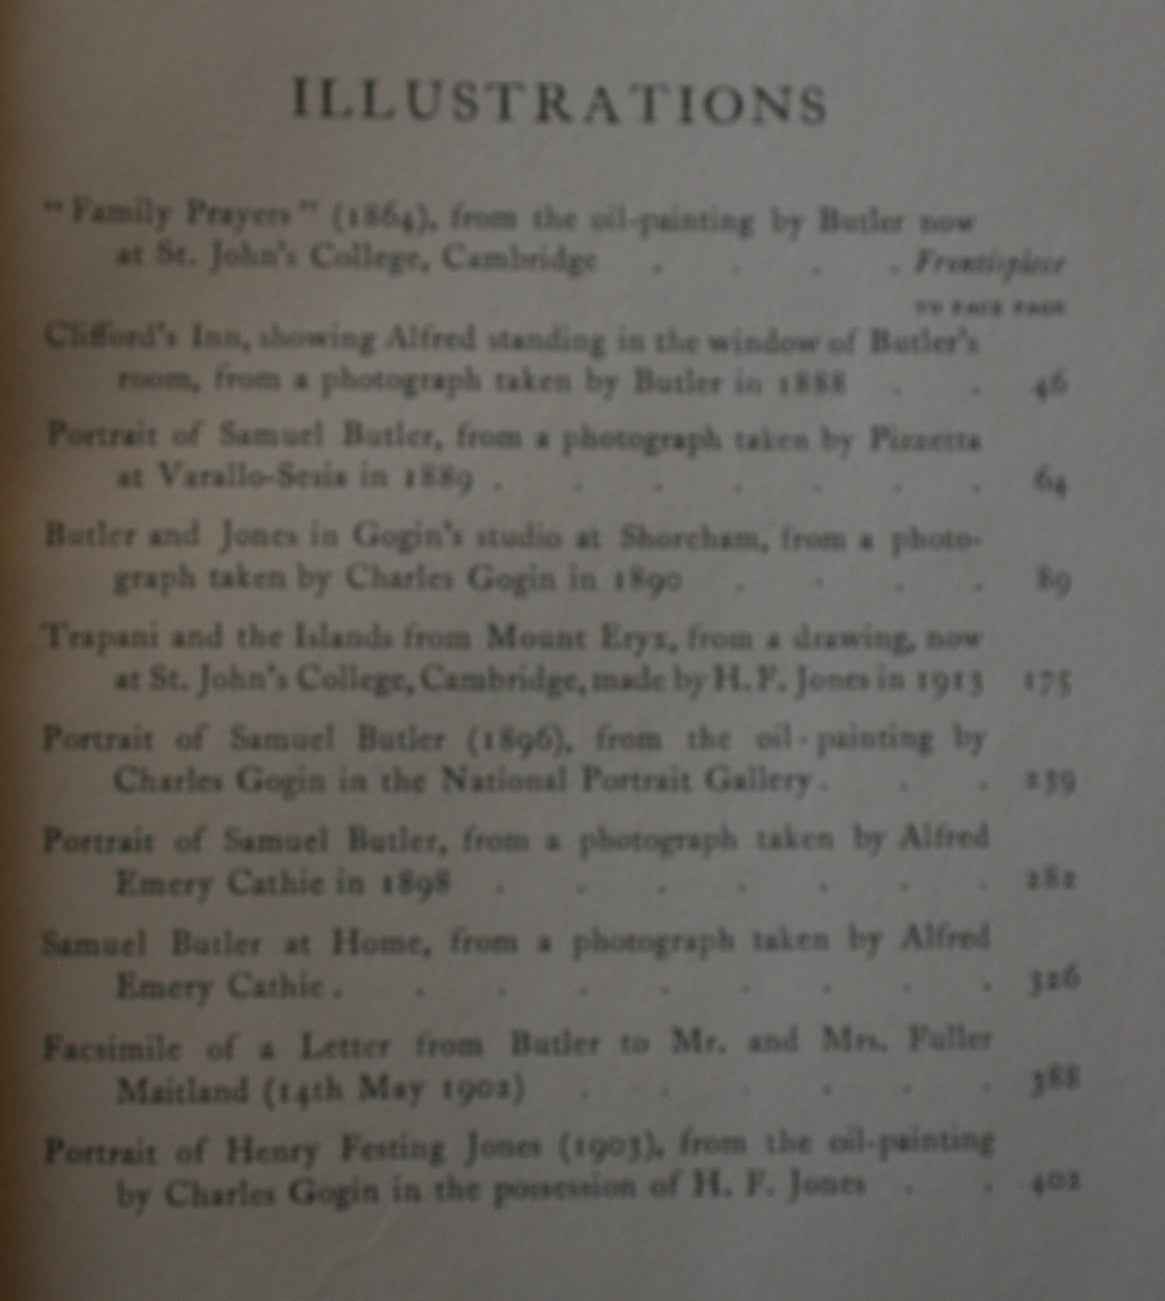 ILLUSTRATIONS
"Family Prayers" (1864), from the oil-painting by Butler now
at St. John's College, Cambridge . . . . Frontispiece
TO FACE PAGE
Clifford's Inn, showing Alfred standing in the window of Butler's
room, from a photograph taken by Butler in 1888 . . 46
Portrait of Samuel Butler, from a photograph taken by Pizzetta
at Varallo-Sesia in 1889 . . . . . . . 64
Butler and Jones in Gogin's studio at Shoreham, from a photo-
graph taken by Charles Gogin in 1890 . . . . 89
Trapani and the Islands from Mount Eryx, from a drawing, now
at St. John's College, Cambridge, made by H. F. Jones in 1913 175
Portrait of Samuel Butler (1896), from the oil-painting by
Charles Gogin in the National Portrait Gallery . . . 239
Portrait of Samuel Butler, from a photograph taken by Alfred
Emery Cathie in 1898 . . . . . . . 282
Samuel Butler at Home, from a photograph taken by Alfred
Emery Cathie . . . . . . . . . 326
Facsimile of a Letter from Butler to Mr. and Mrs. Fuller
Maitland (14th May 1902) . . . . . . 388
Portrait of Henry Festing Jones (1903), from the oil-painting
by Charles Gogin in the possession of H. F. Jones . . 402